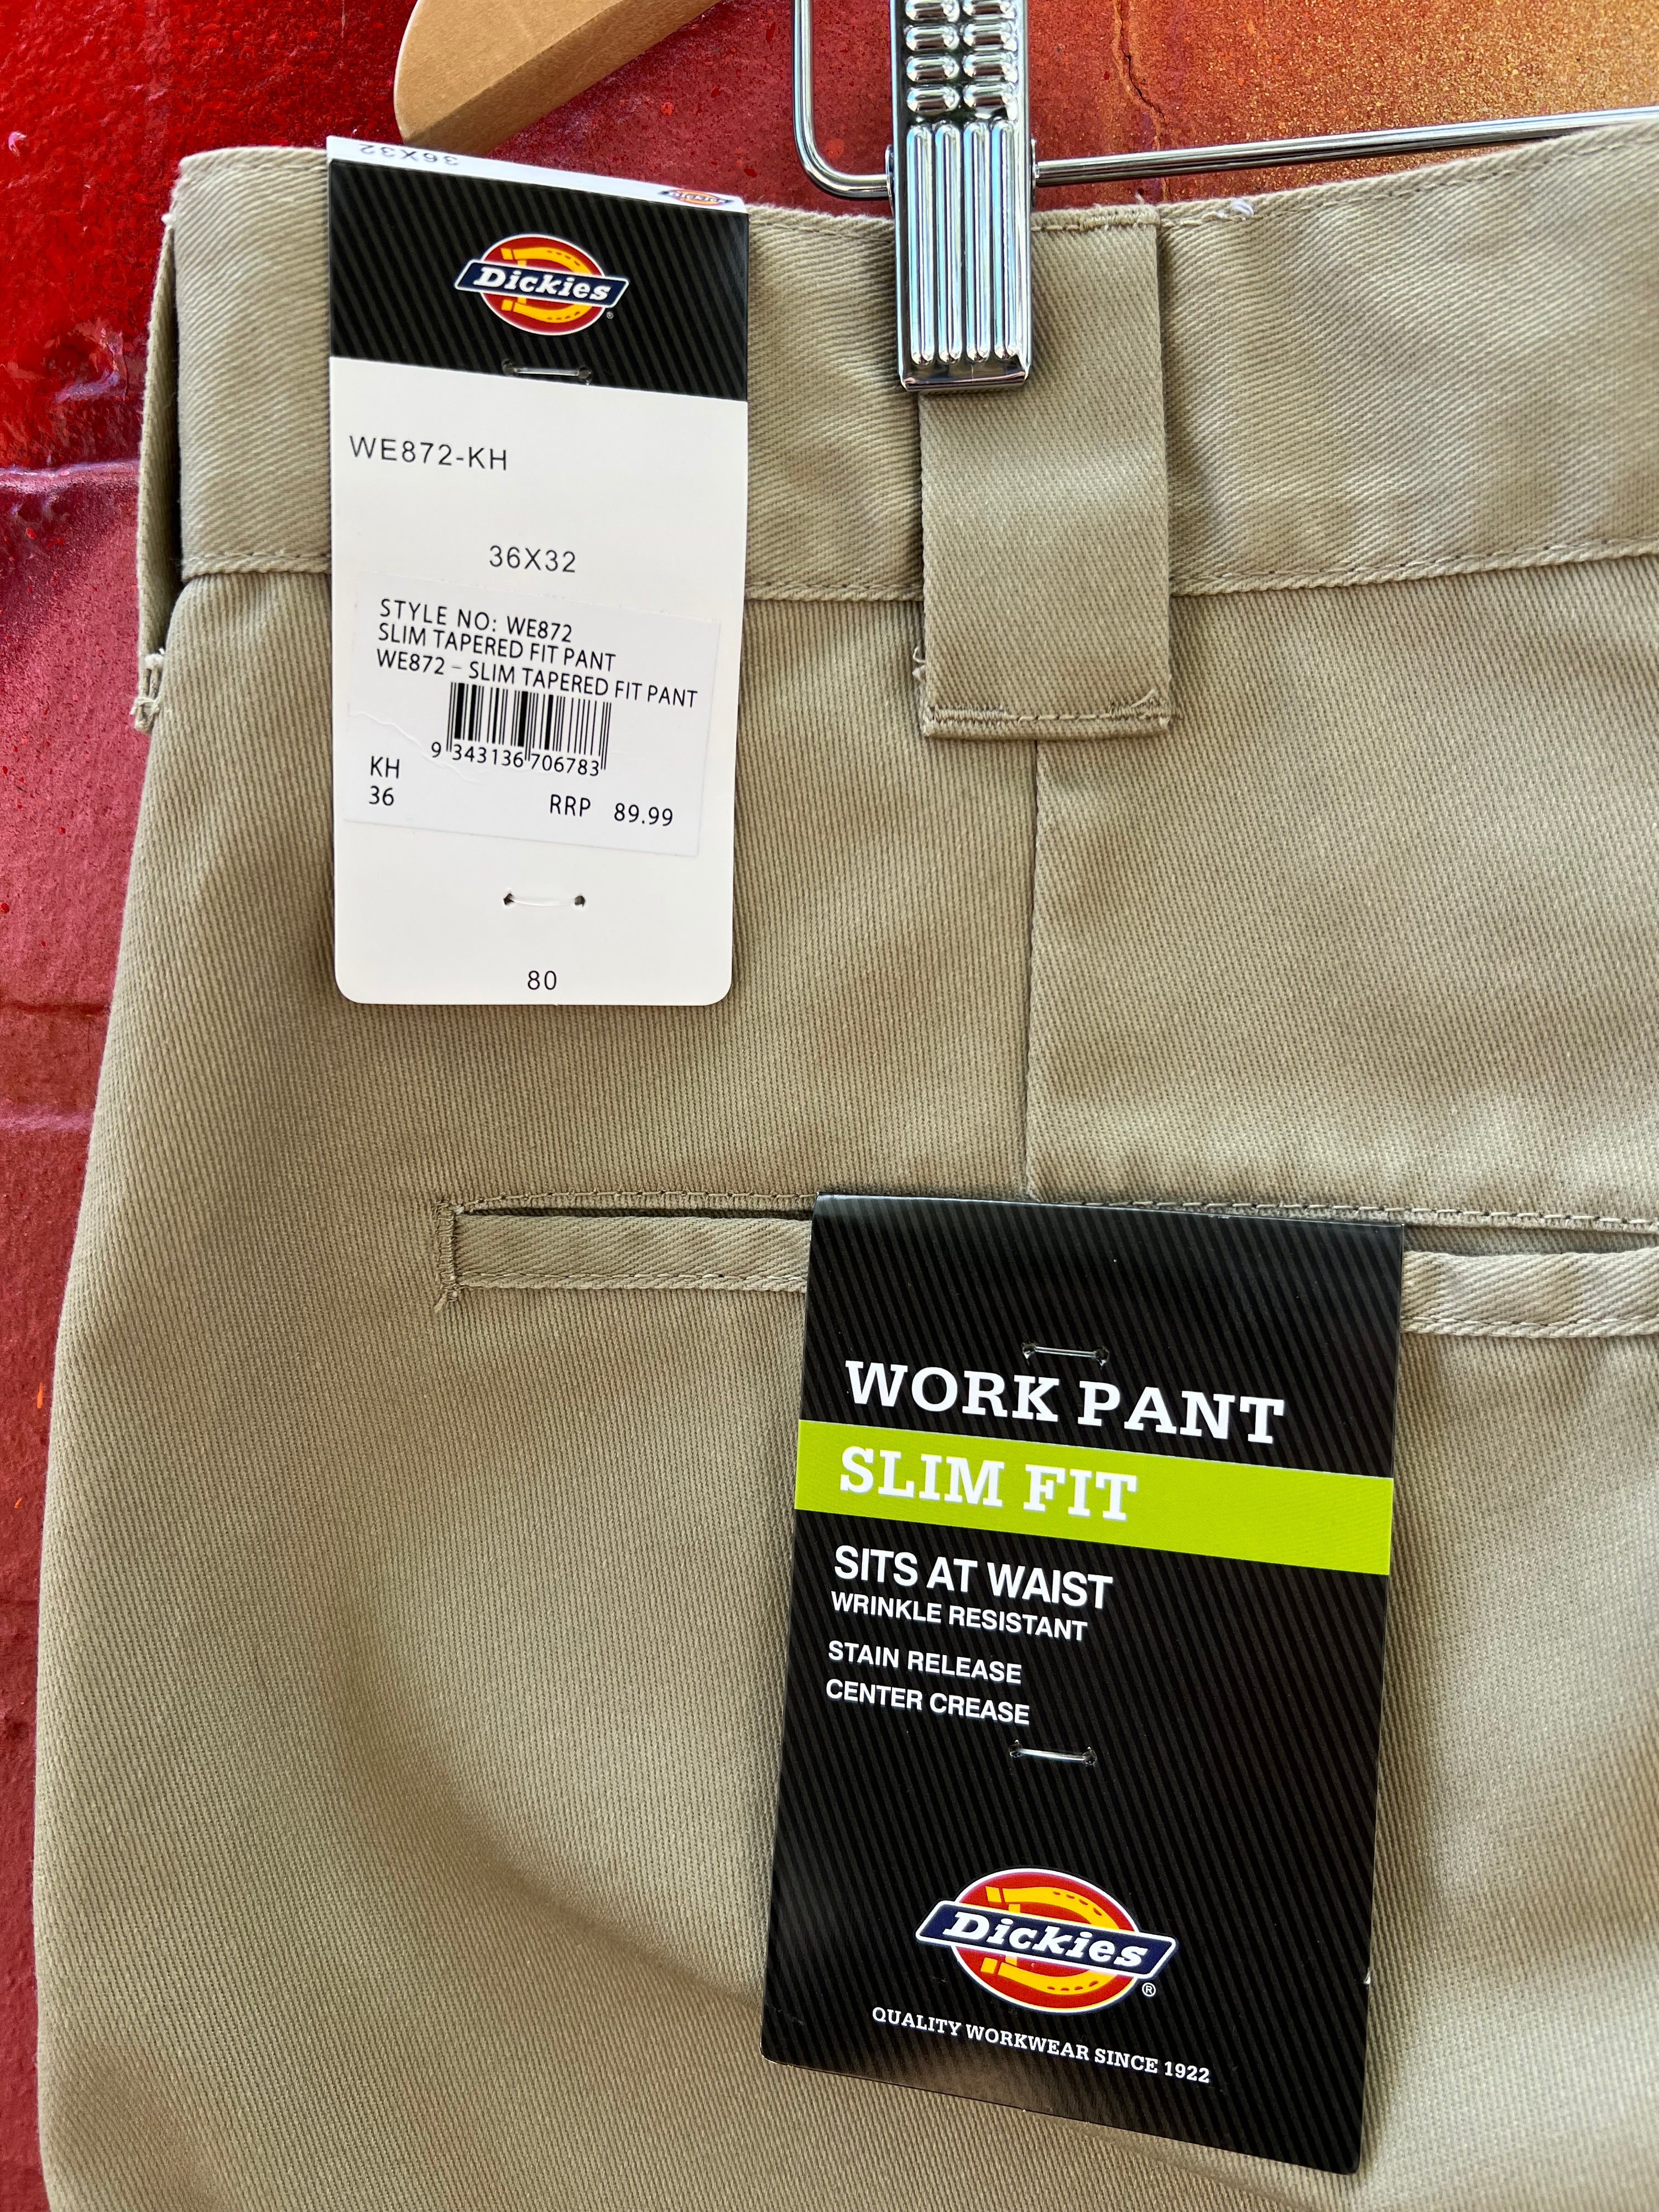 36X32
Dickies
Dickies
®
WE872-KH
36X32
STYLE NO: WE872
SLIM TAPERED FIT PANT
WE872 - SLIM TAPERED FIT PANT
9 343136 706783
KH
36
RRP 89.99
80
WORK PANT
SLIM FIT
SITS AT WAIST
WRINKLE RESISTANT
STAIN RELEASE
CENTER CREASE
Dickies
®
QUALITY WORKWEAR SINCE 1922